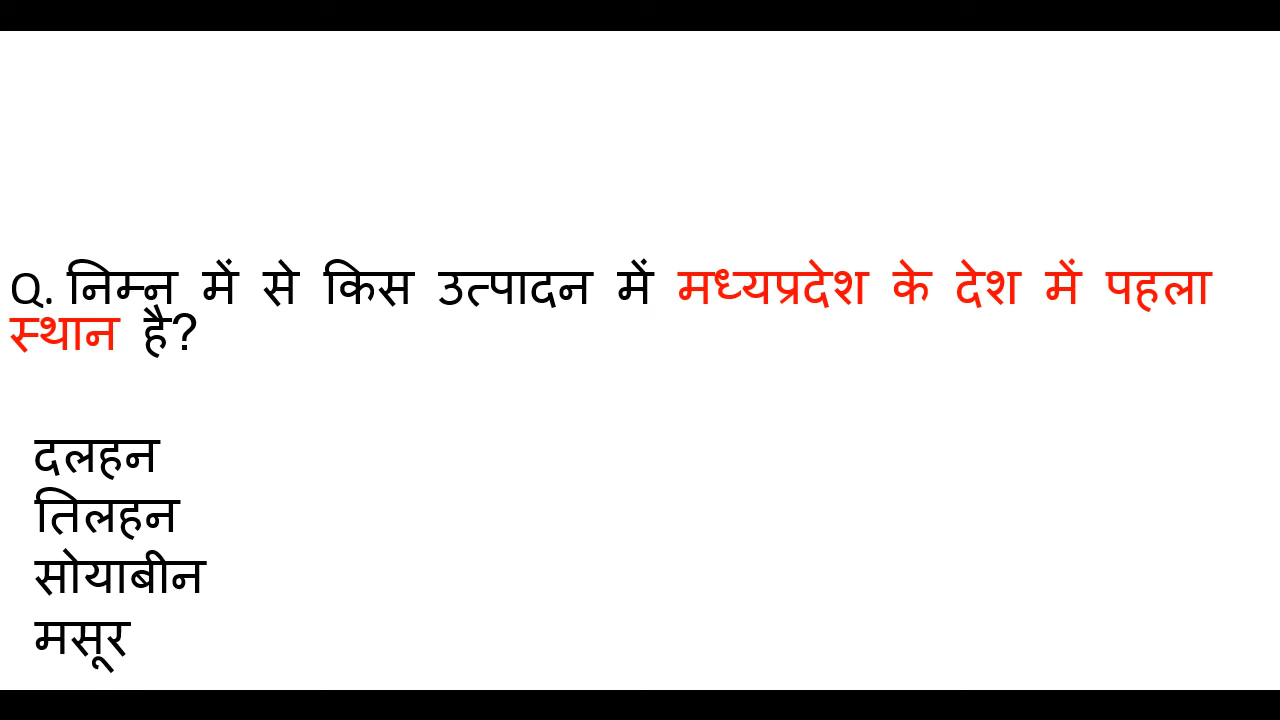 Q. निम्न में से किस उत्पादन में मध्यप्रदेश के देश में पहला
स्थान है?
दलहन
तिलहन
सोयाबीन
मसूर